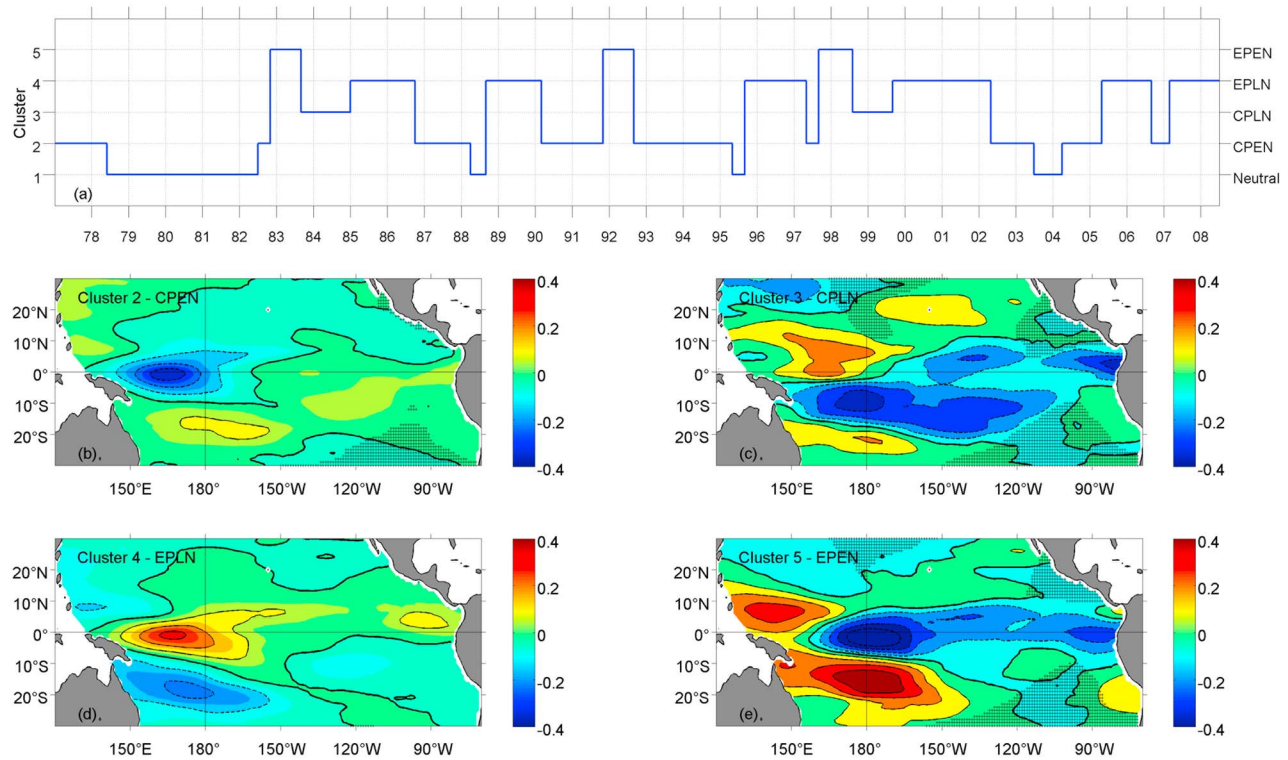 5 EPEN
4 EPLN
3 CPLN
2 CPEN
1 Neutral
Cluster
(a)
78 79 80 81 82 83 84 85 86 87 88 89 90 91 92 93 94 95 96 97 98 99 00 01 02 03 04 05 06 07 08
Cluster 2 - CPEN
20°N
10°N
0°
10°S
20°S
(b)
150°E 180° 150°W 120°W 90°W
0.4
0.2
0
-0.2
-0.4
Cluster 3 - CPLN
20°N
10°N
0°
10°S
20°S
(c)
150°E 180° 150°W 120°W 90°W
0.4
0.2
0
-0.2
-0.4
Cluster 4 - EPLN
20°N
10°N
0°
10°S
20°S
(d)
150°E 180° 150°W 120°W 90°W
0.4
0.2
0
-0.2
-0.4
Cluster 5 - EPEN
20°N
10°N
0°
10°S
20°S
(e)
150°E 180° 150°W 120°W 90°W
0.4
0.2
0
-0.2
-0.4